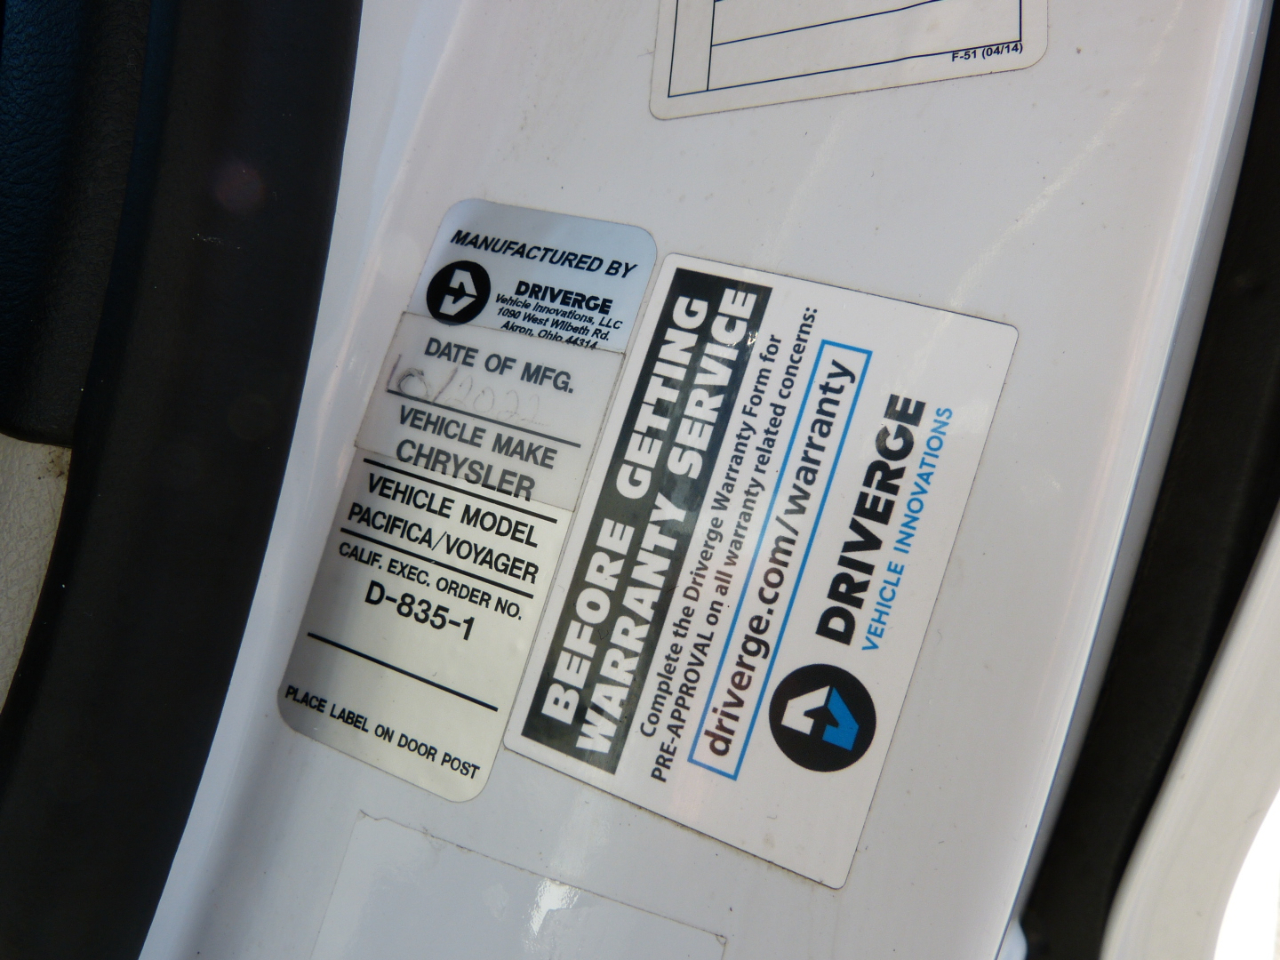 F-51 (04/14)
MANUFACTURED BY
DRIVERGE
Vehicle Innovations, LLC
1090 West Wilbeth Rd.
Akron, Ohio 44314
DATE OF MFG.
10/2022
VEHICLE MAKE
CHRYSLER
VEHICLE MODEL
PACIFICA/VOYAGER
CALIF. EXEC. ORDER NO.
D-835-1
PLACE LABEL ON DOOR POST
BEFORE GETTING
WARRANTY SERVICE
Complete the Driverge Warranty Form for
PRE-APPROVAL on all warranty related concerns:
driverge.com/warranty
DRIVERGE
VEHICLE INNOVATIONS